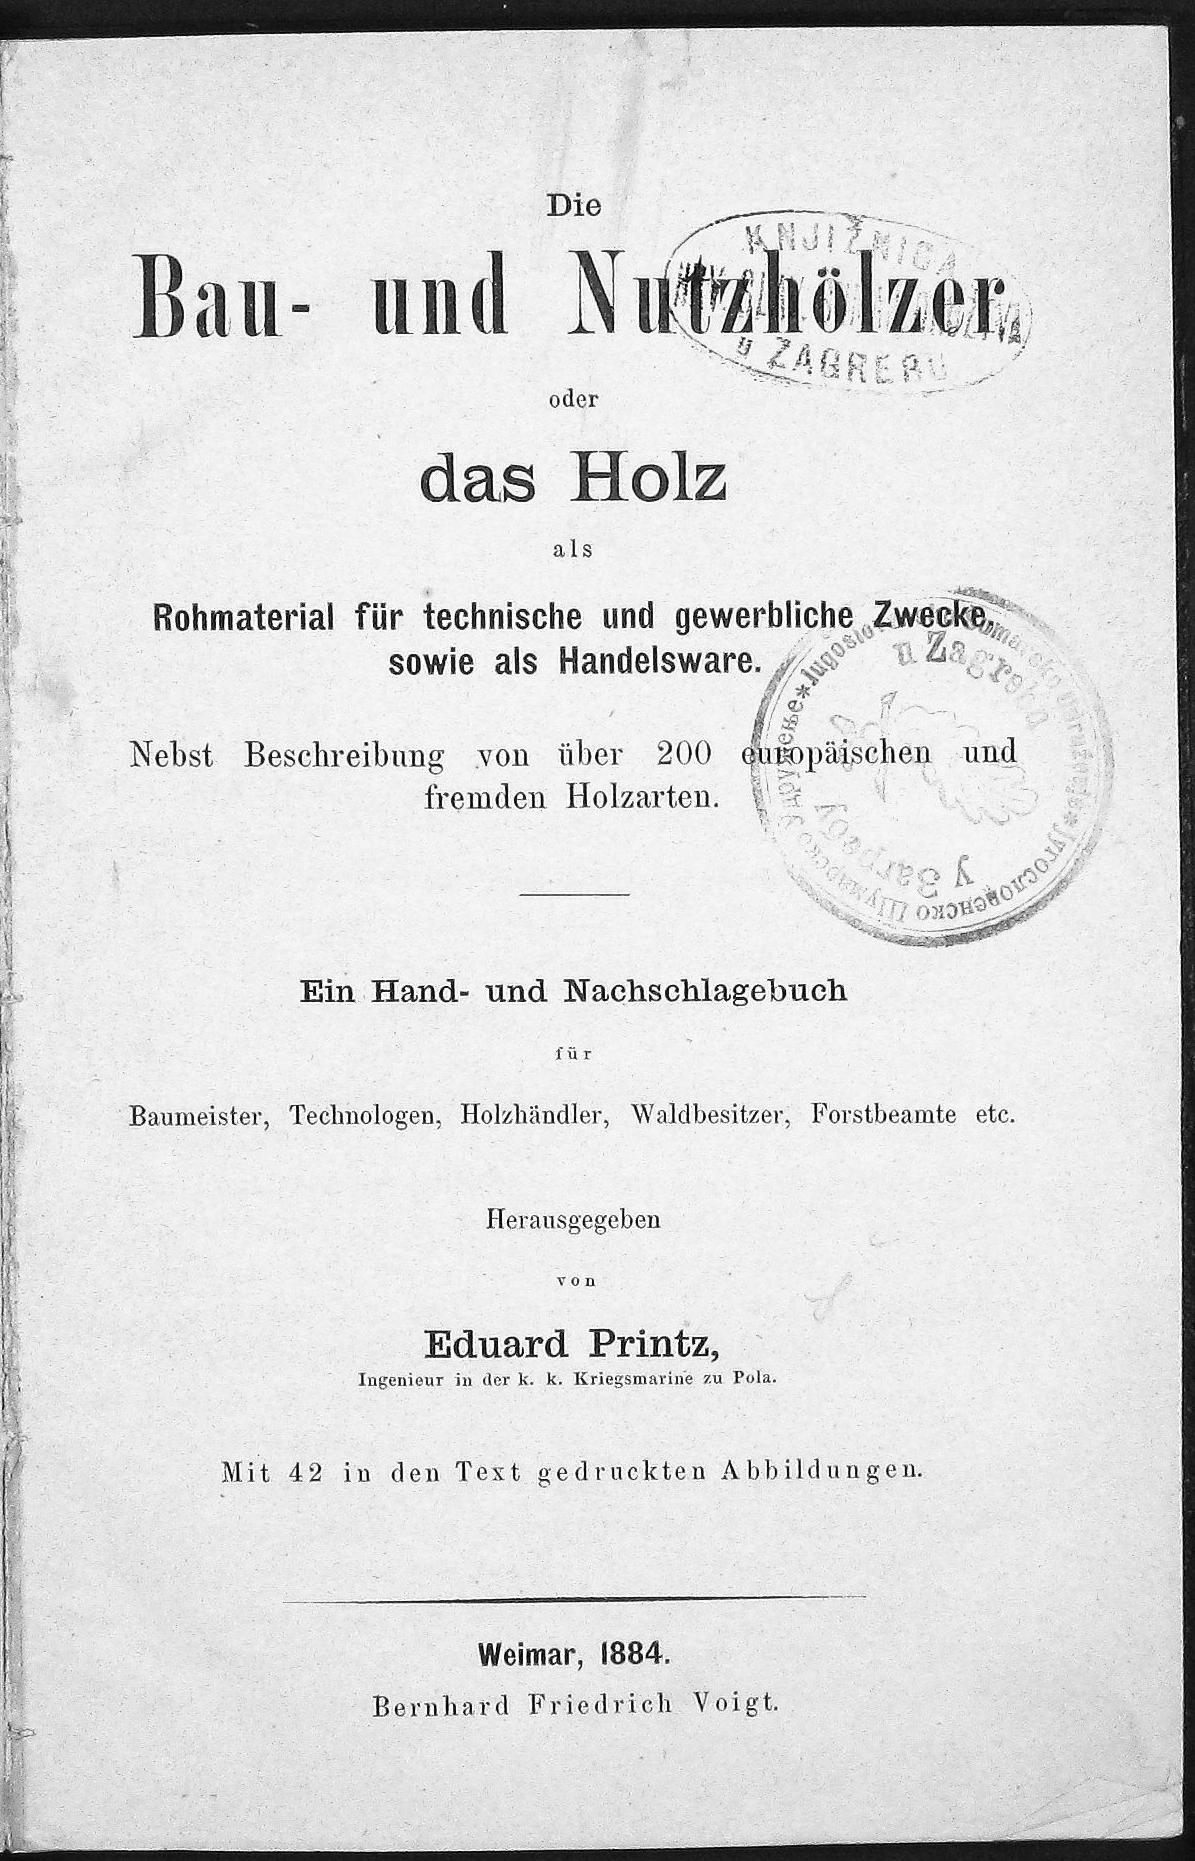 Die
Bau- und Nutzhölzer
oder
das Holz
als
Rohmaterial für technische und gewerbliche Zwecke,
sowie als Handelsware.
Nebst Beschreibung von über 200 europäischen und
fremden Holzarten.
Ein Hand- und Nachschlagebuch
für
Baumeister, Technologen, Holzhändler, Waldbesitzer, Forstbeamte etc.
Herausgegeben
von
Eduard Printz,
Ingenieur in der k. k. Kriegsmarine zu Pola.
Mit 42 in den Text gedruckten Abbildungen.
Weimar, 1884.
Bernhard Friedrich Voigt.
KNJIŽNICA
U ZAGREBU
u Zagrebu
Југословенско Шумарско Удружење
у Загребу